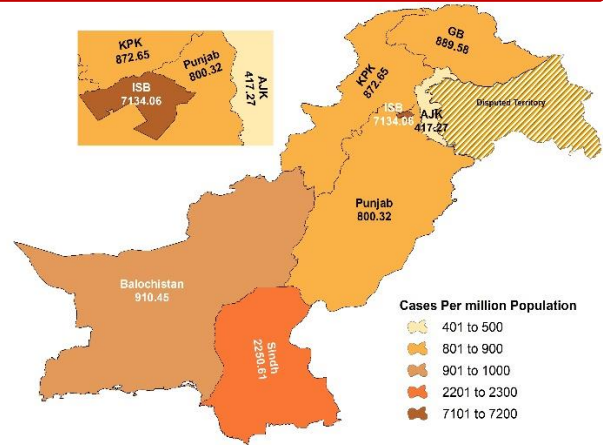 KPK
872.65
Punjab
800.32
ISB
7134.06
AJK
417.27
GB
889.58
KPK
872.65
ISB
7134.06
AJK
417.27
Disputed Territory
Punjab
800.32
Balochistan
910.45
Sindh
2250.61
Cases Per million Population
401 to 500
801 to 900
901 to 1000
2201 to 2300
7101 to 7200